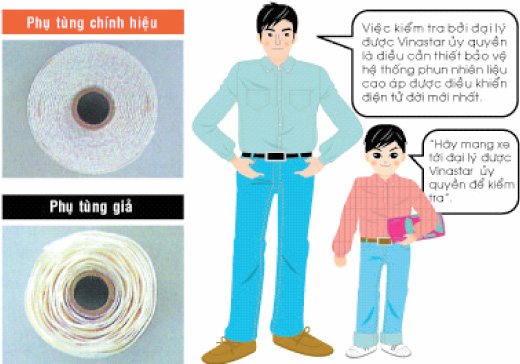 Phụ tùng chính hiệu
Việc kiểm tra bởi đại lý
được Vinastar ủy quyền
là điều cần thiết bảo vệ
hệ thống phun nhiên liệu
cao áp được điều khiển
điện tử đời mới nhất.
"Hãy mang xe
tới đại lý được
Vinastar ủy
quyền để kiểm
tra".
Phụ tùng giả